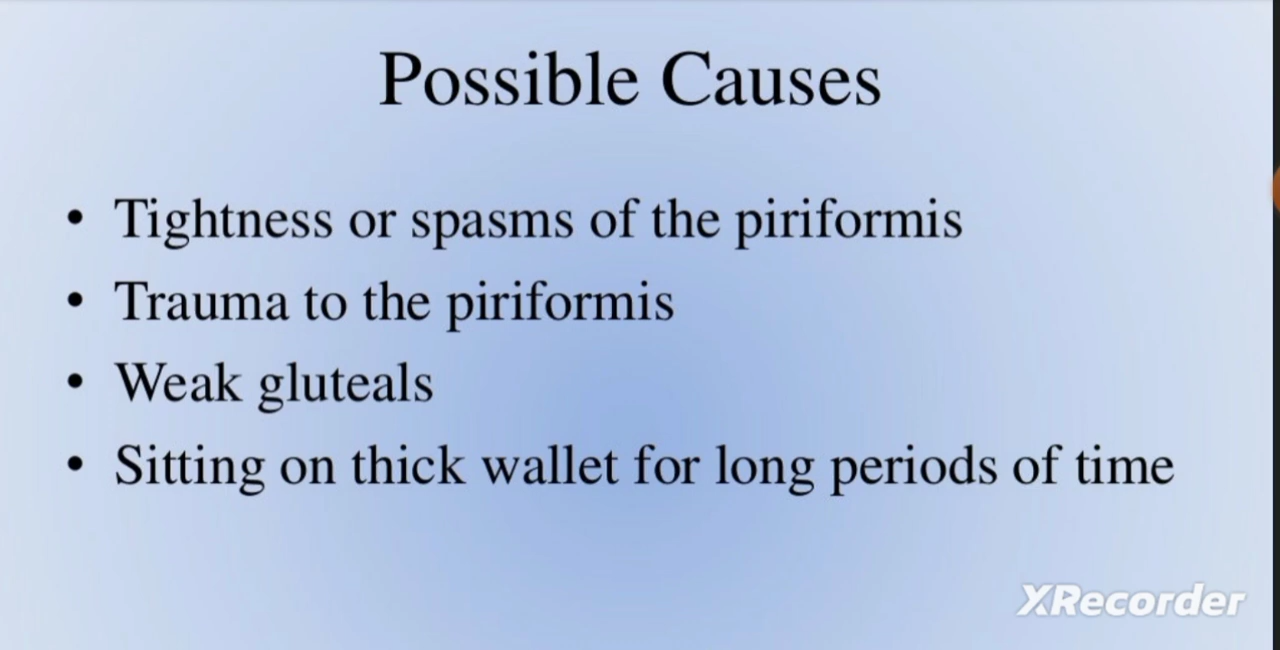 Possible Causes
• Tightness or spasms of the piriformis
• Trauma to the piriformis
• Weak gluteals
• Sitting on thick wallet for long periods of time
XRecorder